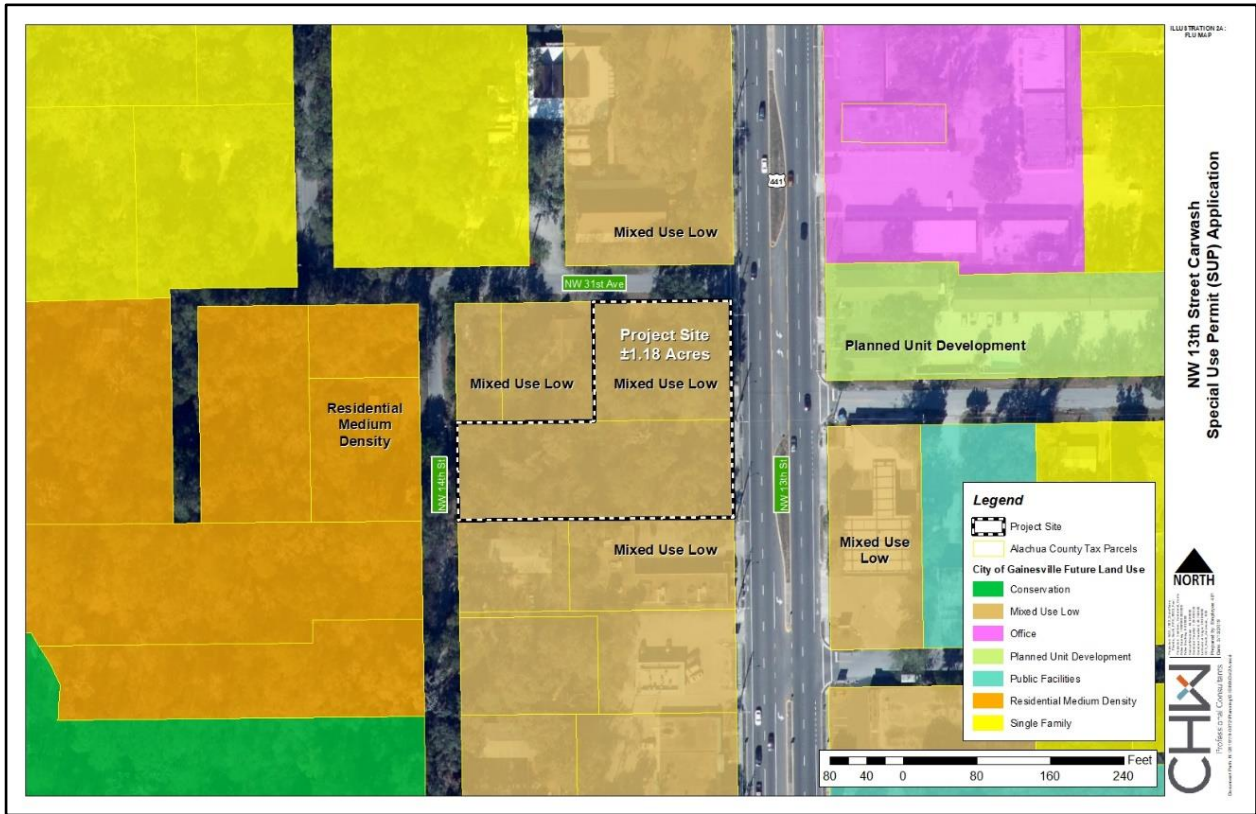 ILLUSTRATION 2A:
FLU MAP
NW 13th Street Carwash
Special Use Permit (SUP) Application
Mixed Use Low
441
NW 31st Ave
Project Site
±1.18 Acres
Mixed Use Low
Mixed Use Low
Planned Unit Development
Residential
Medium
Density
NW 14th St
NW 13th St
Mixed Use Low
Mixed Use
Low
Legend
Project Site
Alachua County Tax Parcels
City of Gainesville Future Land Use
Conservation
Mixed Use Low
Office
Planned Unit Development
Public Facilities
Residential Medium Density
Single Family
80 40 0 80 160 240 Feet
NORTH
CHW
Professional Consultants